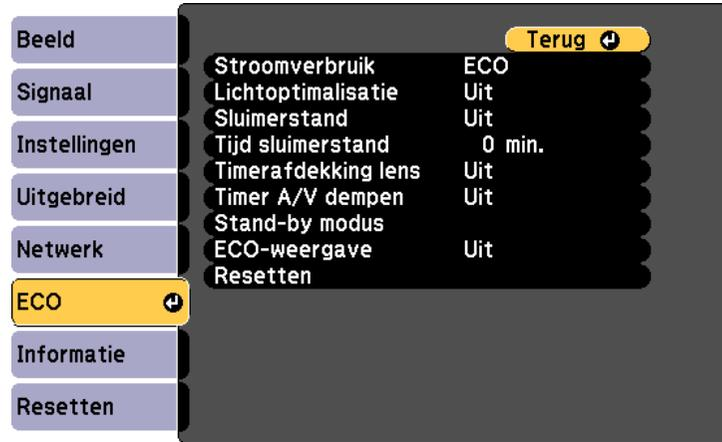 Beeld
Signaal
Instellingen
Uitgebreid
Netwerk
ECO
Informatie
Resetten
Terug
Stroomverbruik ECO
Lichtoptimalisatie Uit
Sluimerstand Uit
Tijd sluimerstand 0 min.
Timerafdekking lens Uit
Timer A/V dempen Uit
Stand-by modus
ECO-weergave Uit
Resetten